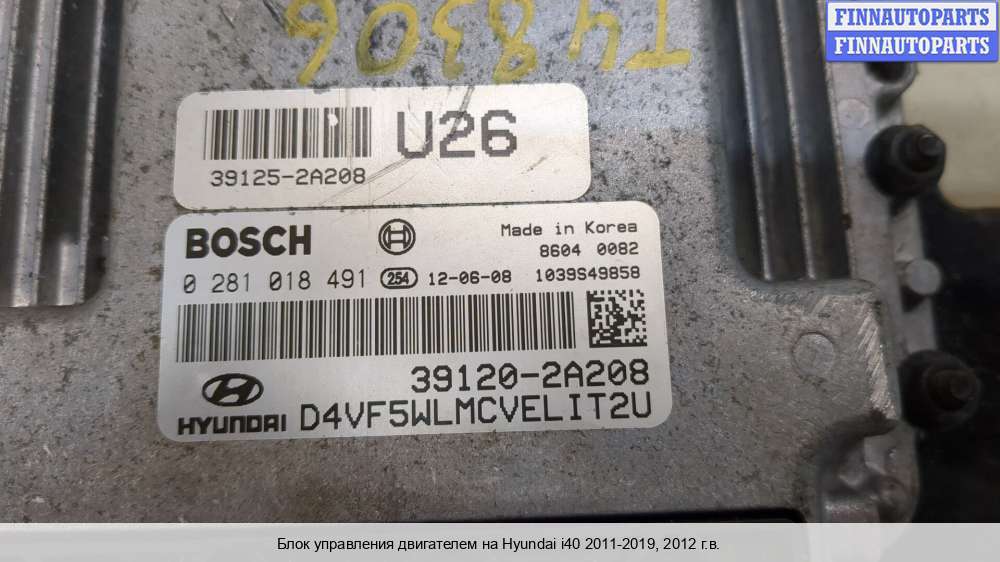 FINNAUTOPARTS
FINNAUTOPARTS
T48306
U26
39125-2A208
BOSCH
Made in Korea
8604 0082
0 281 018 491 254 12-06-08 1039S49858
39120-2A208
HYUNDAI D4VF5WLMCVELIT2U
Блок управления двигателем на Hyundai i40 2011-2019, 2012 г.в.